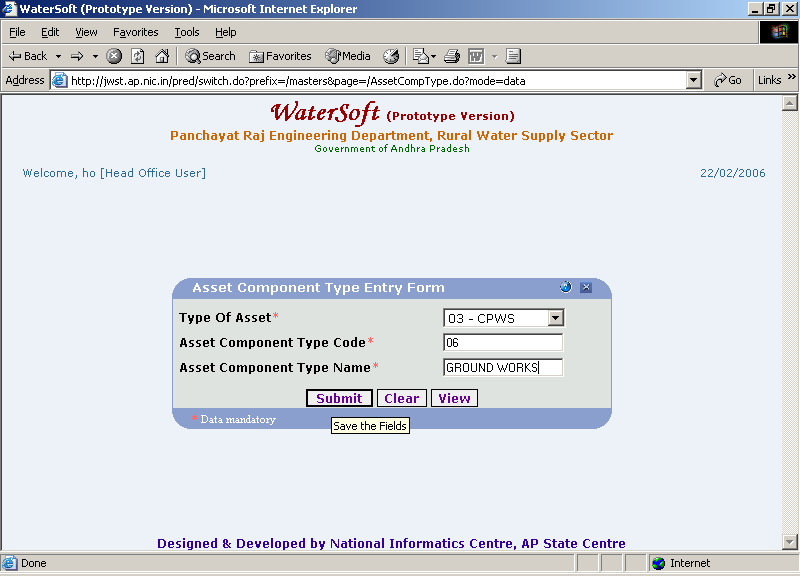 WaterSoft (Prototype Version) - Microsoft Internet Explorer
File Edit View Favorites Tools Help
Back Search Favorites Media
Address http://jwst.ap.nic.in/pred/switch.do?prefix=/masters&page=/AssetCompType.do?mode=data Go Links »
WaterSoft (Prototype Version)
Panchayat Raj Engineering Department, Rural Water Supply Sector
Government of Andhra Pradesh
Welcome, ho [Head Office User] 22/02/2006
Asset Component Type Entry Form
Type Of Asset* 03 - CPWS
Asset Component Type Code* 06
Asset Component Type Name* GROUND WORKS
Submit Clear View
* Data mandatory
Save the Fields
Designed & Developed by National Informatics Centre, AP State Centre
Done Internet